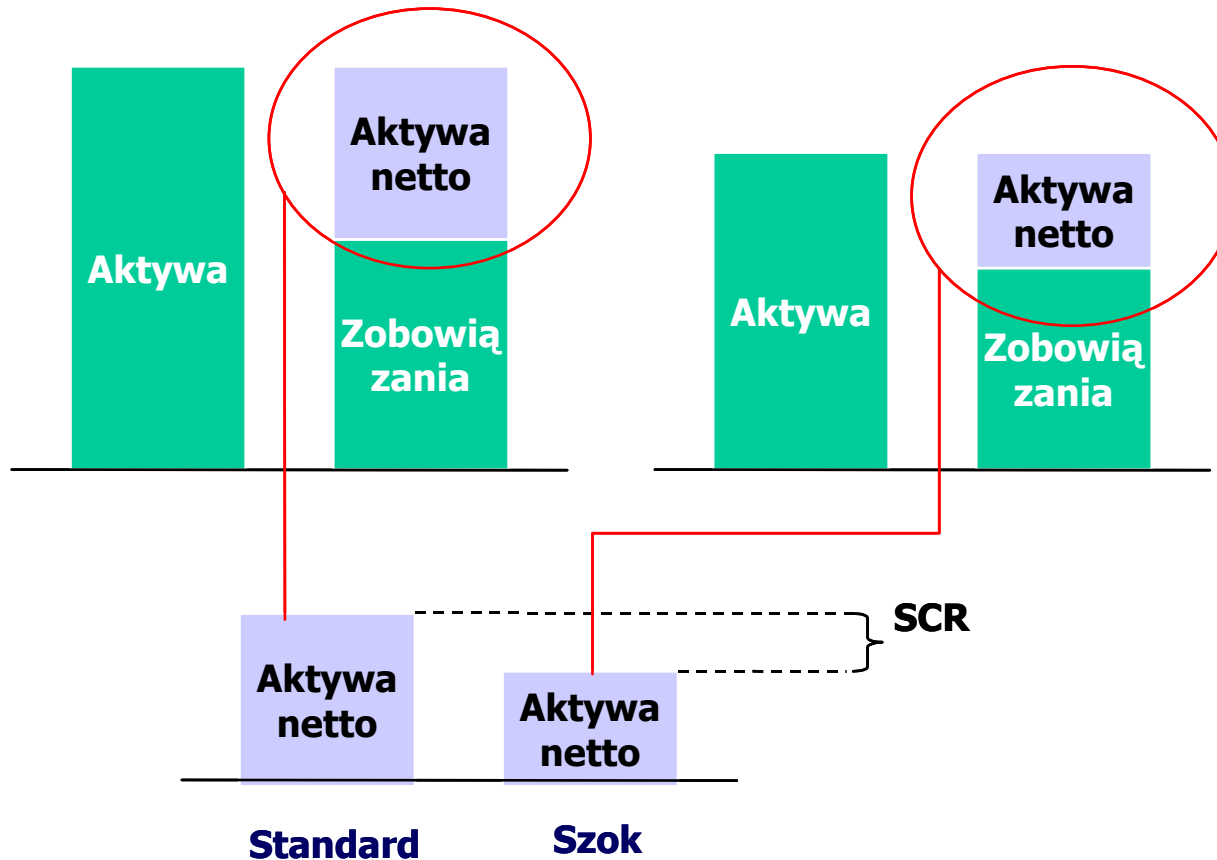 Aktywa
Aktywa
netto
Zobowią
zania
Aktywa
Aktywa
netto
Zobowią
zania
SCR
Aktywa
netto
Aktywa
netto
Standard
Szok